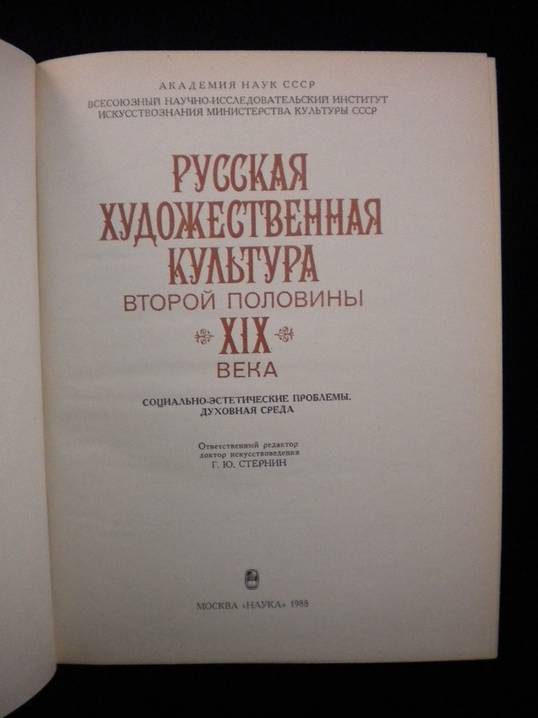 АКАДЕМИЯ НАУК СССР
ВСЕСОЮЗНЫЙ НАУЧНО-ИССЛЕДОВАТЕЛЬСКИЙ ИНСТИТУТ
ИСКУССТВОЗНАНИЯ МИНИСТЕРСТВА КУЛЬТУРЫ СССР
РУССКАЯ
ХУДОЖЕСТВЕННАЯ
КУЛЬТУРА
ВТОРОЙ ПОЛОВИНЫ
XIX
ВЕКА
СОЦИАЛЬНО-ЭСТЕТИЧЕСКИЕ ПРОБЛЕМЫ.
ДУХОВНАЯ СРЕДА
Ответственный редактор
доктор искусствоведения
Г. Ю. СТЕРНИН
МОСКВА «НАУКА» 1988